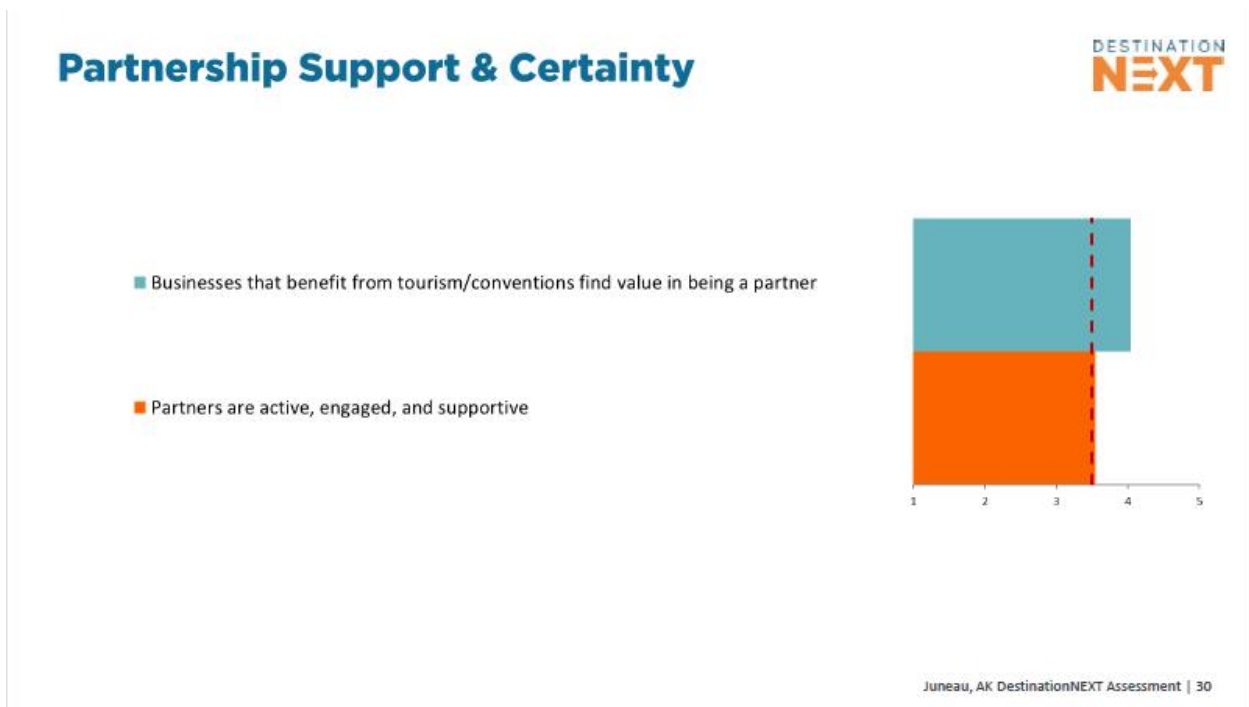 Partnership Support & Certainty
DESTINATION
NEXT
Businesses that benefit from tourism/conventions find value in being a partner
Partners are active, engaged, and supportive
1 2 3 4 5
Juneau, AK DestinationNEXT Assessment | 30